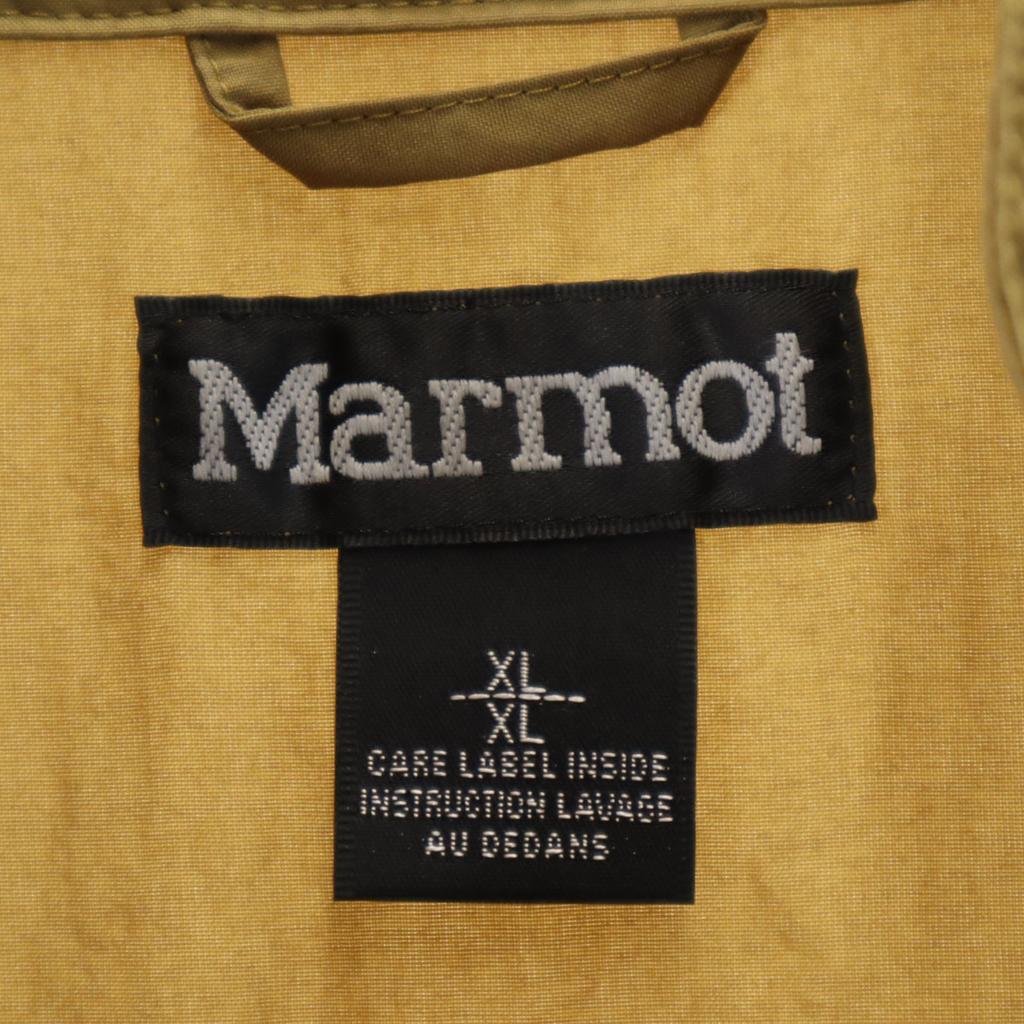 Marmot
XL
XL
CARE LABEL INSIDE
INSTRUCTION LAVAGE
AU DEDANS